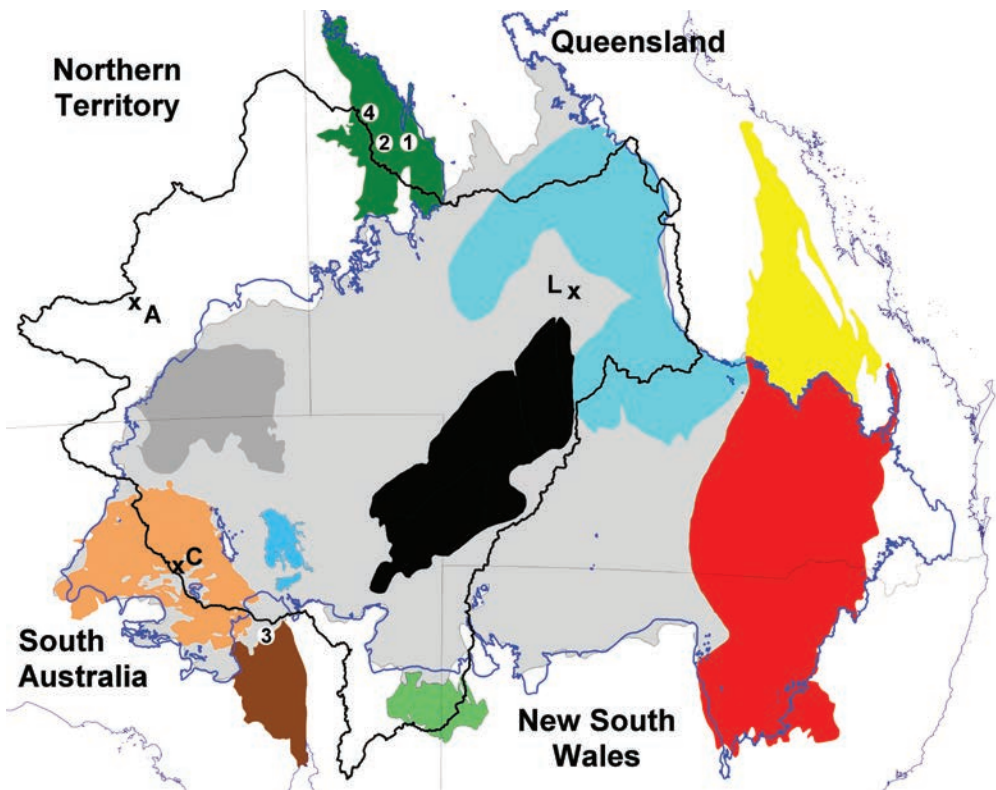 Northern
Territory
Queensland
4
2
1
L x
x A
x C
South
Australia
3
New South
Wales